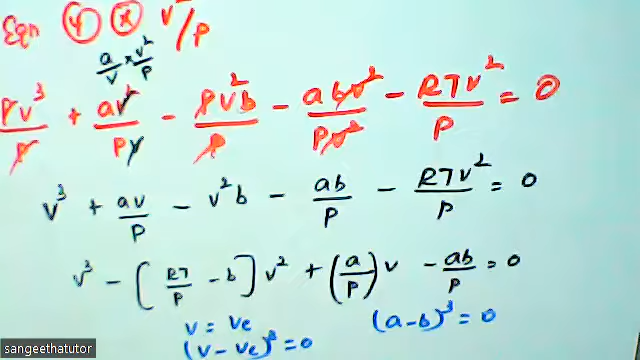 Eqn (4) (×) V²/P
a/V × V²/P
PV³/P + aV²/PV - PV²b/P - abV²/PV² - RTV²/P = 0
V³ + aV/P - V²b - ab/P - RTV²/P = 0
V³ - [RT/P - b] V² + (a/P) V - ab/P = 0
V = Vc
(a-b)³ = 0
(V - Vc)³ = 0
sangeethatutor